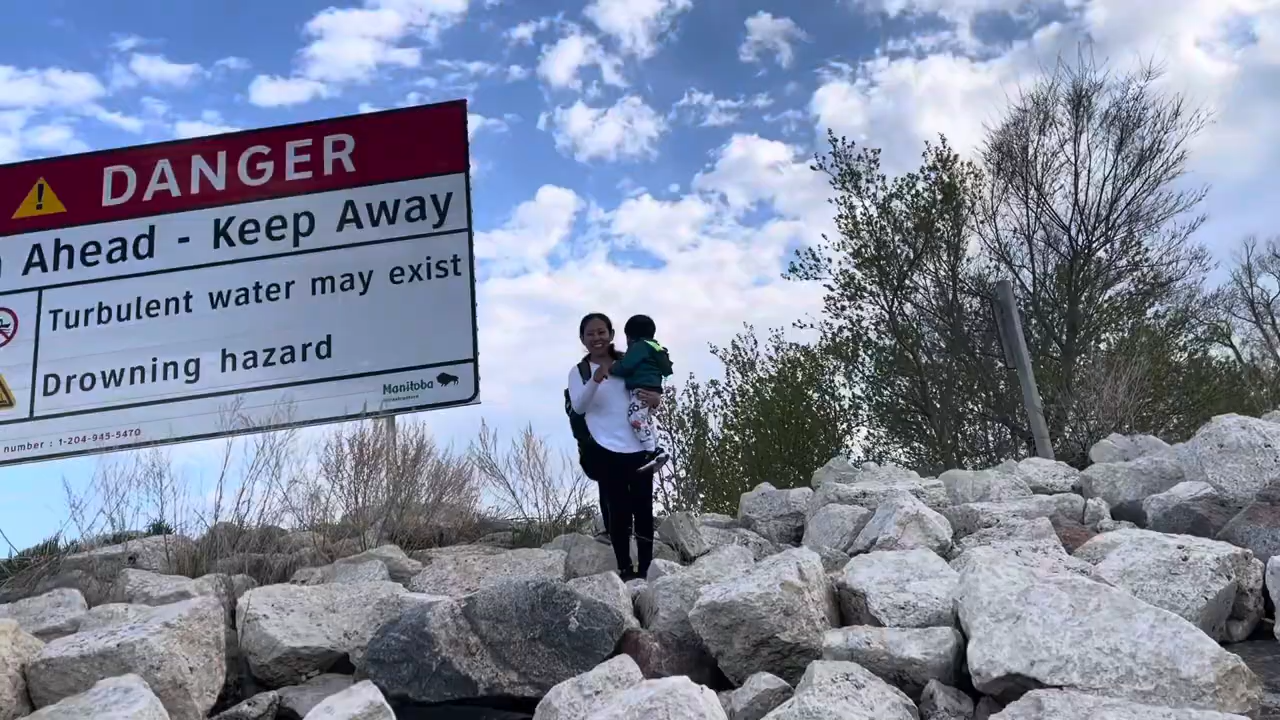 DANGER
Ahead - Keep Away
Turbulent water may exist
Drowning hazard
Manitoba
number : 1-204-945-5470